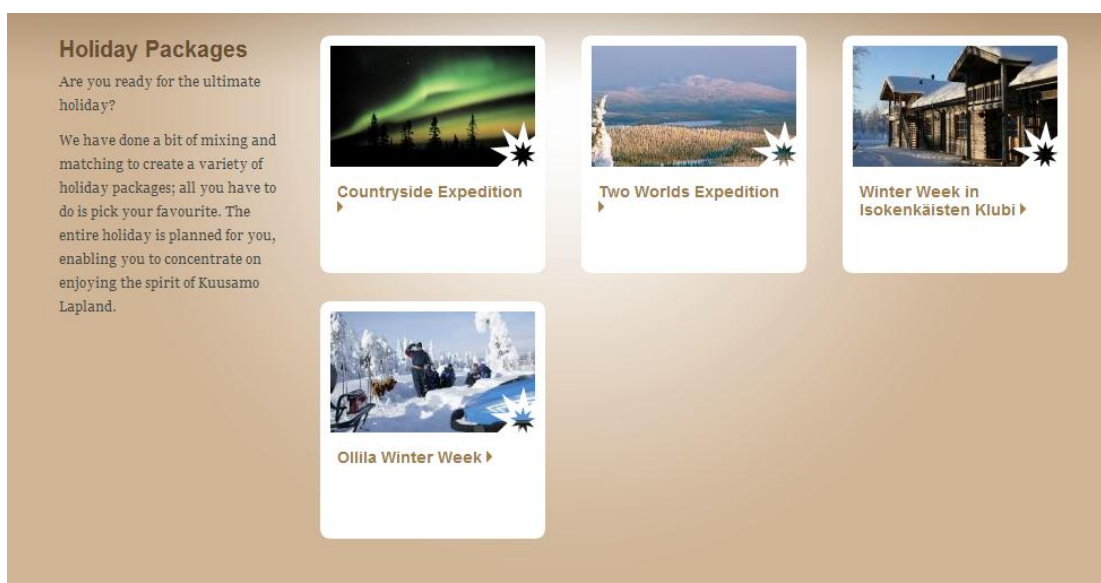 Holiday Packages
Are you ready for the ultimate
holiday?
We have done a bit of mixing and
matching to create a variety of
holiday packages; all you have to
do is pick your favourite. The
entire holiday is planned for you,
enabling you to concentrate on
enjoying the spirit of Kuusamo
Lapland.
Countryside Expedition
Two Worlds Expedition
Winter Week in
Isokenkäisten Klubi
Ollila Winter Week